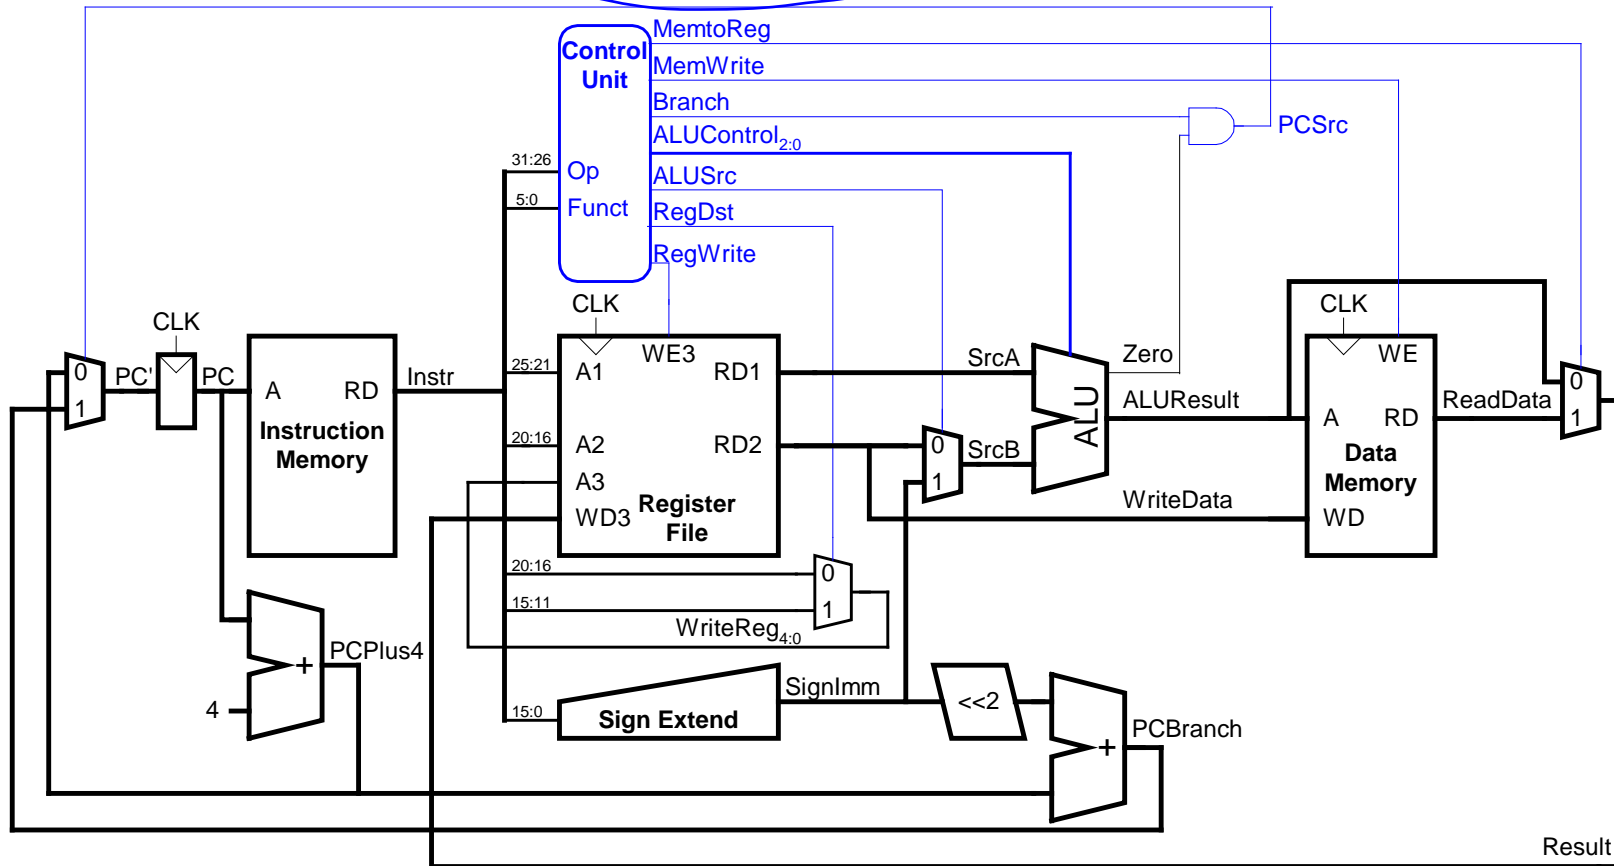 MemtoReg
Control
Unit
MemWrite
Branch
PCSrc
ALUControl2:0
31:26
Op
ALUSrc
5:0
Funct
RegDst
RegWrite
CLK
CLK
CLK
WE3
WE
0
PC'
PC
A
RD
Instr
25:21
A1
RD1
SrcA
Zero
0
1
Instruction
Memory
20:16
A2
RD2
0
SrcB
ALU
ALUResult
A
RD
ReadData
1
A3
1
Data
Memory
WD3
Register
File
WriteData
WD
20:16
0
15:11
1
WriteReg4:0
PCPlus4
+
4
SignImm
15:0
Sign Extend
<<2
PCBranch
+
Result